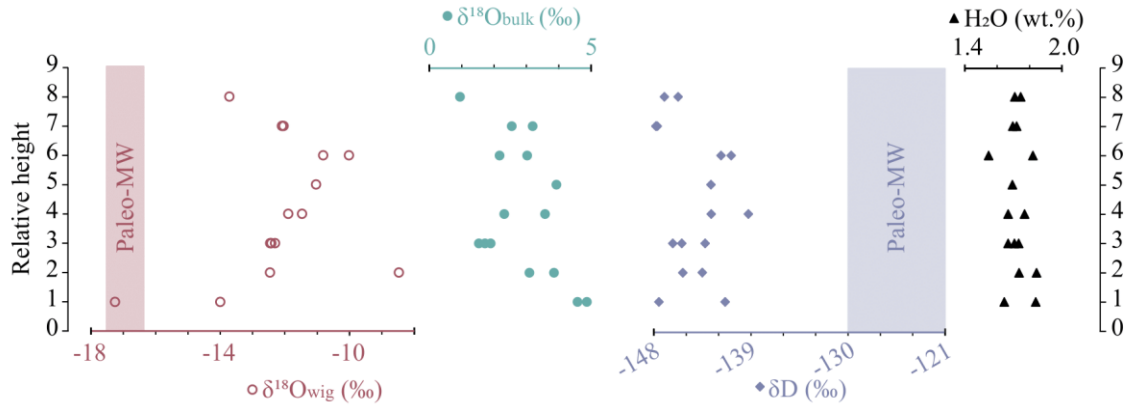 δ¹⁸Obulk (‰)
H₂O (wt.%)
0 5
1.4 2.0
9 9
8 8
7 7
6 6
5 5
4 4
3 3
2 2
1 1
0 0
Relative height
Paleo-MW
Paleo-MW
-18 -14 -10
-148 -139 -130 -121
δ¹⁸Owig (‰)
δD (‰)